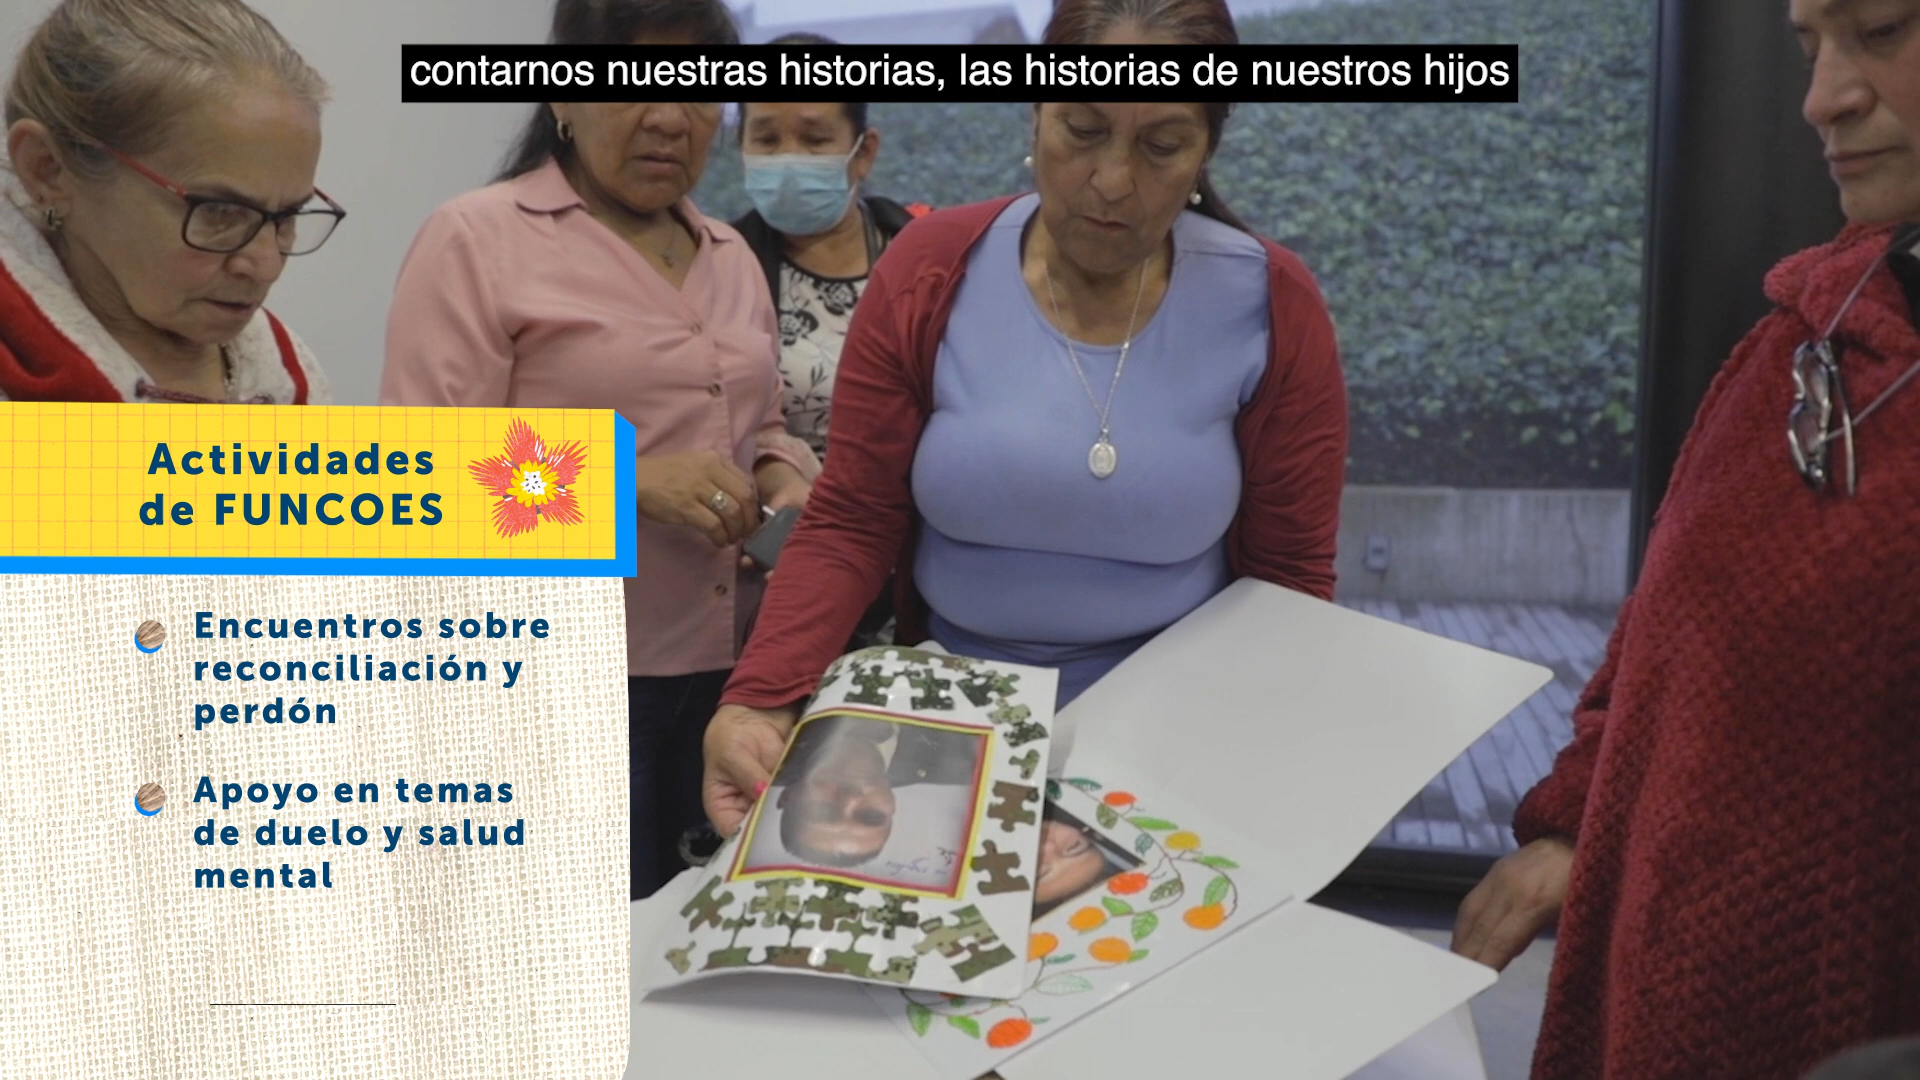 contarnos nuestras historias, las historias de nuestros hijos
Actividades
de FUNCOES
Encuentros sobre
reconciliación y
perdón
Apoyo en temas
de duelo y salud
mental